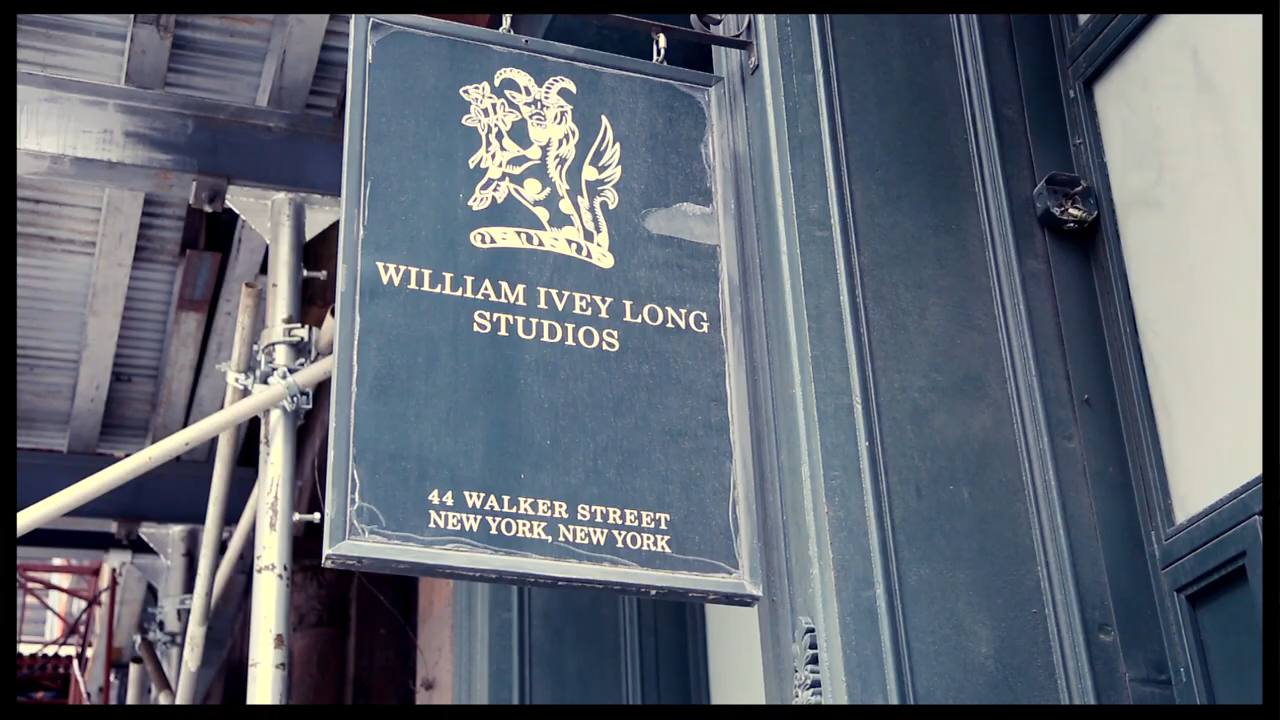 WILLIAM IVEY LONG
STUDIOS
44 WALKER STREET
NEW YORK, NEW YORK